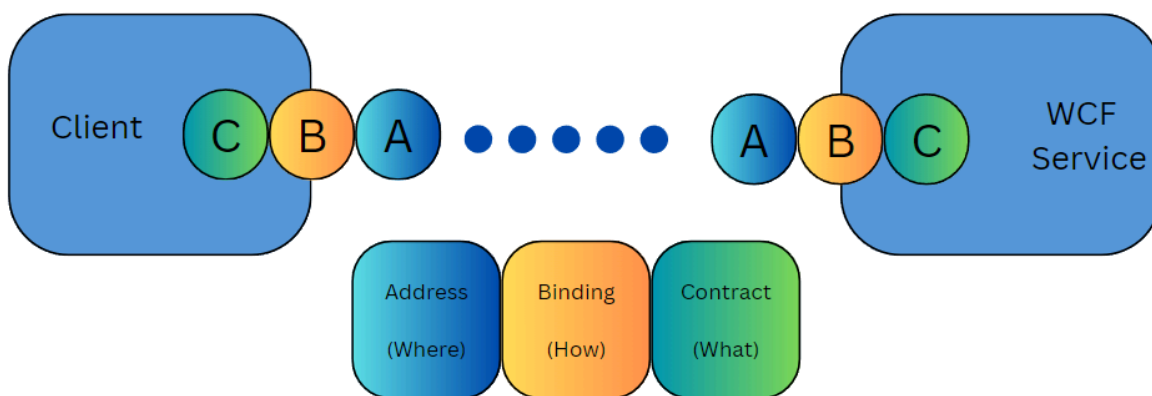 Client
C B A
A B C
WCF
Service
Address
(Where)
Binding
(How)
Contract
(What)